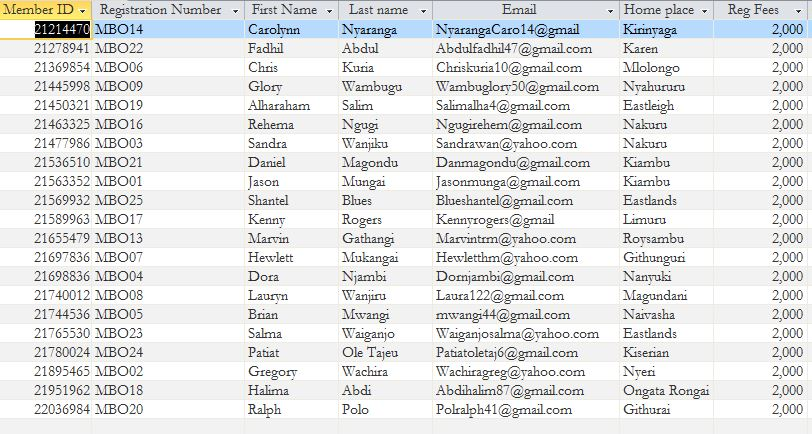 Member ID Registration Number First Name Last name Email Home place Reg Fees
21214470 MBO14 Carolynn Nyaranga NyarangaCaro14@gmail Kirinyaga 2,000
21278941 MBO22 Fadhil Abdul Abdulfadhil47@gmail.com Karen 2,000
21369854 MBO06 Chris Kuria Chriskuria10@gmail.com Mlolongo 2,000
21445998 MBO09 Glory Wambugu Wambuglory50@gmail.com Nyahururu 2,000
21450321 MBO19 Alharaham Salim Salimalha4@gmail.com Eastleigh 2,000
21463325 MBO16 Rehema Ngugi Ngugirehem@gmail.com Nakuru 2,000
21477986 MBO03 Sandra Wanjiku Sandrawan@yahoo.com Nakuru 2,000
21536510 MBO21 Daniel Magondu Danmagondu@gmail.com Kiambu 2,000
21563352 MBO01 Jason Mungai Jasonmunga@gmail.com Kiambu 2,000
21569932 MBO25 Shantel Blues Blueshantel@gmail.com Eastlands 2,000
21589963 MBO17 Kenny Rogers Kennyrogers@gmail Limuru 2,000
21655479 MBO13 Marvin Gathangi Marvintrm@yahoo.com Roysambu 2,000
21697836 MBO07 Hewlett Mukangai Hewletthm@yahoo.com Githunguri 2,000
21698836 MBO04 Dora Njambi Dornjambi@gmail.com Nanyuki 2,000
21740012 MBO08 Lauryn Wanjiru Laura122@gmail.com Magundani 2,000
21744536 MBO05 Brian Mwangi mwangi44@gmail.com Naivasha 2,000
21765530 MBO23 Salma Waiganjo Waiganjosalma@yahoo.com Eastlands 2,000
21780024 MBO24 Patiat Ole Tajeu Patiatoletaj6@gmail.com Kiserian 2,000
21895465 MBO02 Gregory Wachira Wachiragreg@yahoo.com Nyeri 2,000
21951962 MBO18 Halima Abdi Abdihalim87@gmail.com Ongata Rongai 2,000
22036984 MBO20 Ralph Polo Polralph41@gmail.com Githurai 2,000